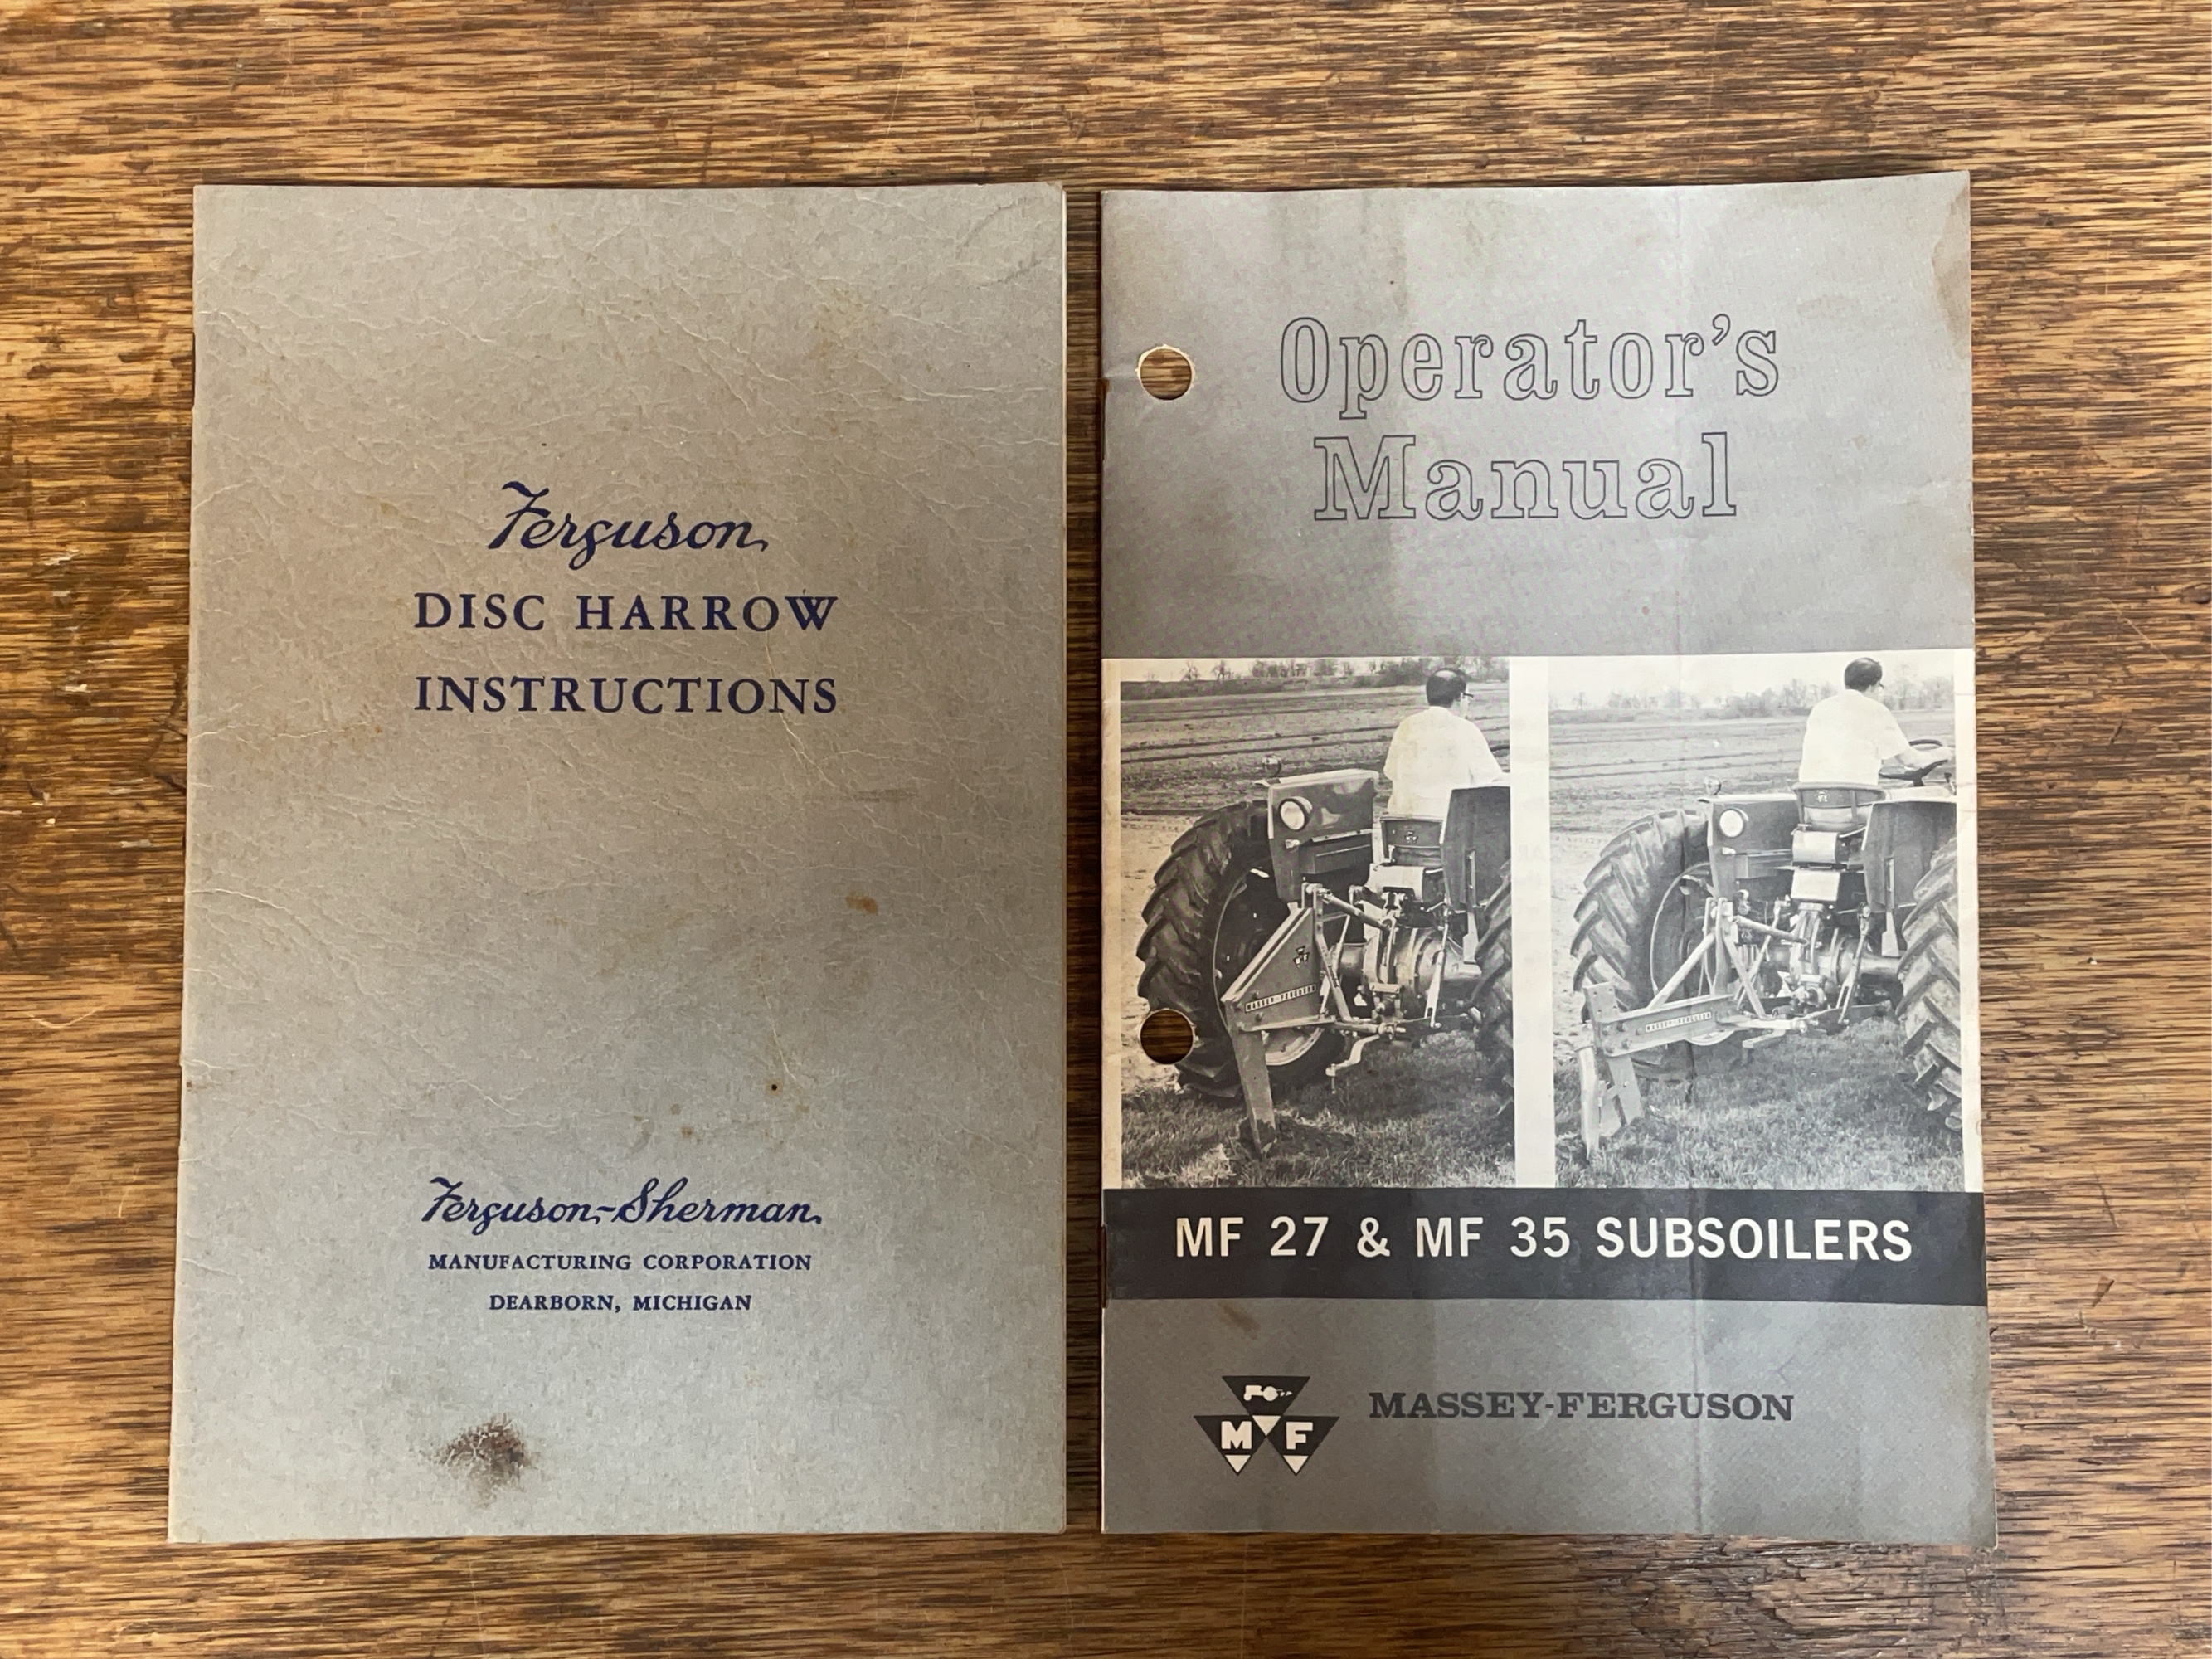 Ferguson
DISC HARROW
INSTRUCTIONS
Ferguson-Sherman
MANUFACTURING CORPORATION
DEARBORN, MICHIGAN
Operator's
Manual
MASSEY-FERGUSON
MASSEY-FERGUSON
MF 27 & MF 35 SUBSOILERS
MF
MASSEY-FERGUSON